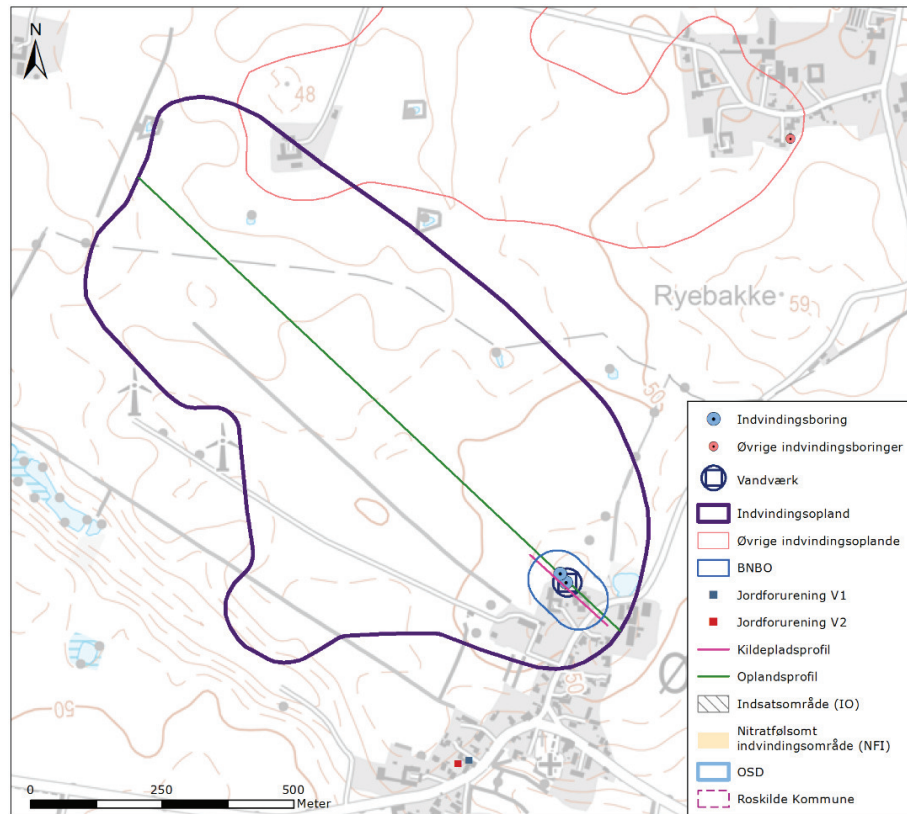 N
48
Ryebakke
59
50
50
50
Ø
Indvindingsboring
Øvrige indvindingsboringer
Vandværk
Indvindingsopland
Øvrige indvindingsoplande
BNBO
Jordforurening V1
Jordforurening V2
Kildepladsprofil
Oplandsprofil
Indsatsområde (IO)
Nitratfølsomt
indvindingsområde (NFI)
OSD
Roskilde Kommune
0 250 500
Meter